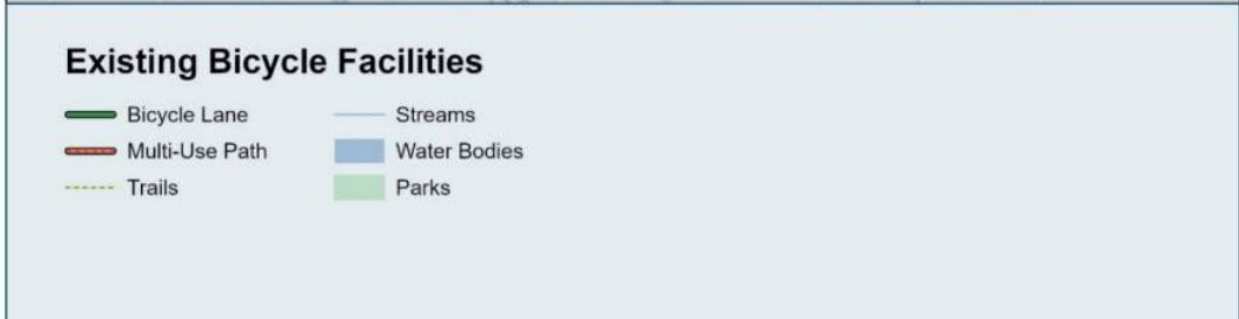 Existing Bicycle Facilities
Bicycle Lane
Multi-Use Path
Trails
Streams
Water Bodies
Parks